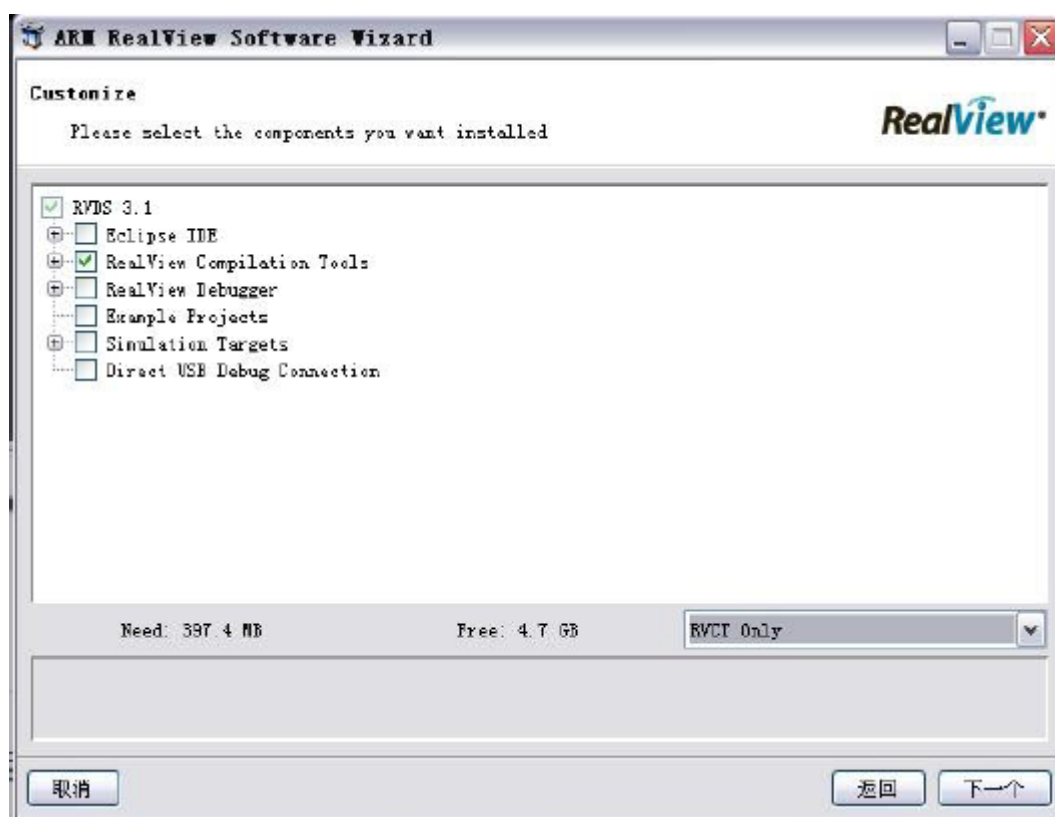 ARM RealView Software Wizard
Customize
Please select the components you want installed
RealView
RVDS 3.1
Eclipse IDE
RealView Compilation Tools
RealView Debugger
Example Projects
Simulation Targets
Direct USB Debug Connection
Need: 397.4 MB Free: 4.7 GB RVCT Only
取消 返回 下一个